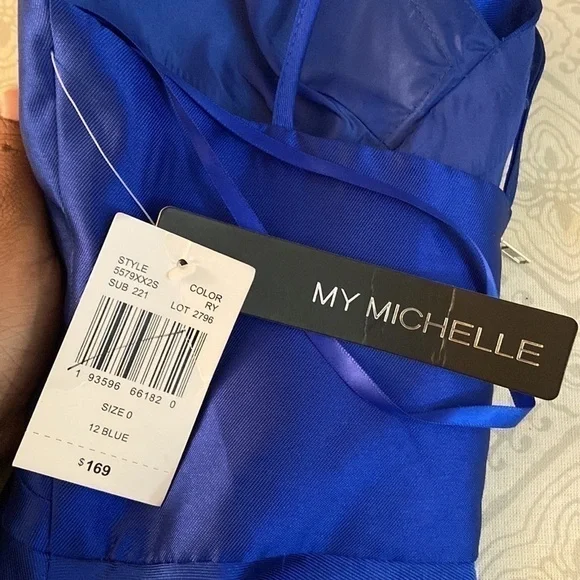 STYLE
5579XX2S
SUB 221
COLOR
RY
LOT 2796
1 93596 66182 0
SIZE 0
12 BLUE
$169
MY MICHELLE